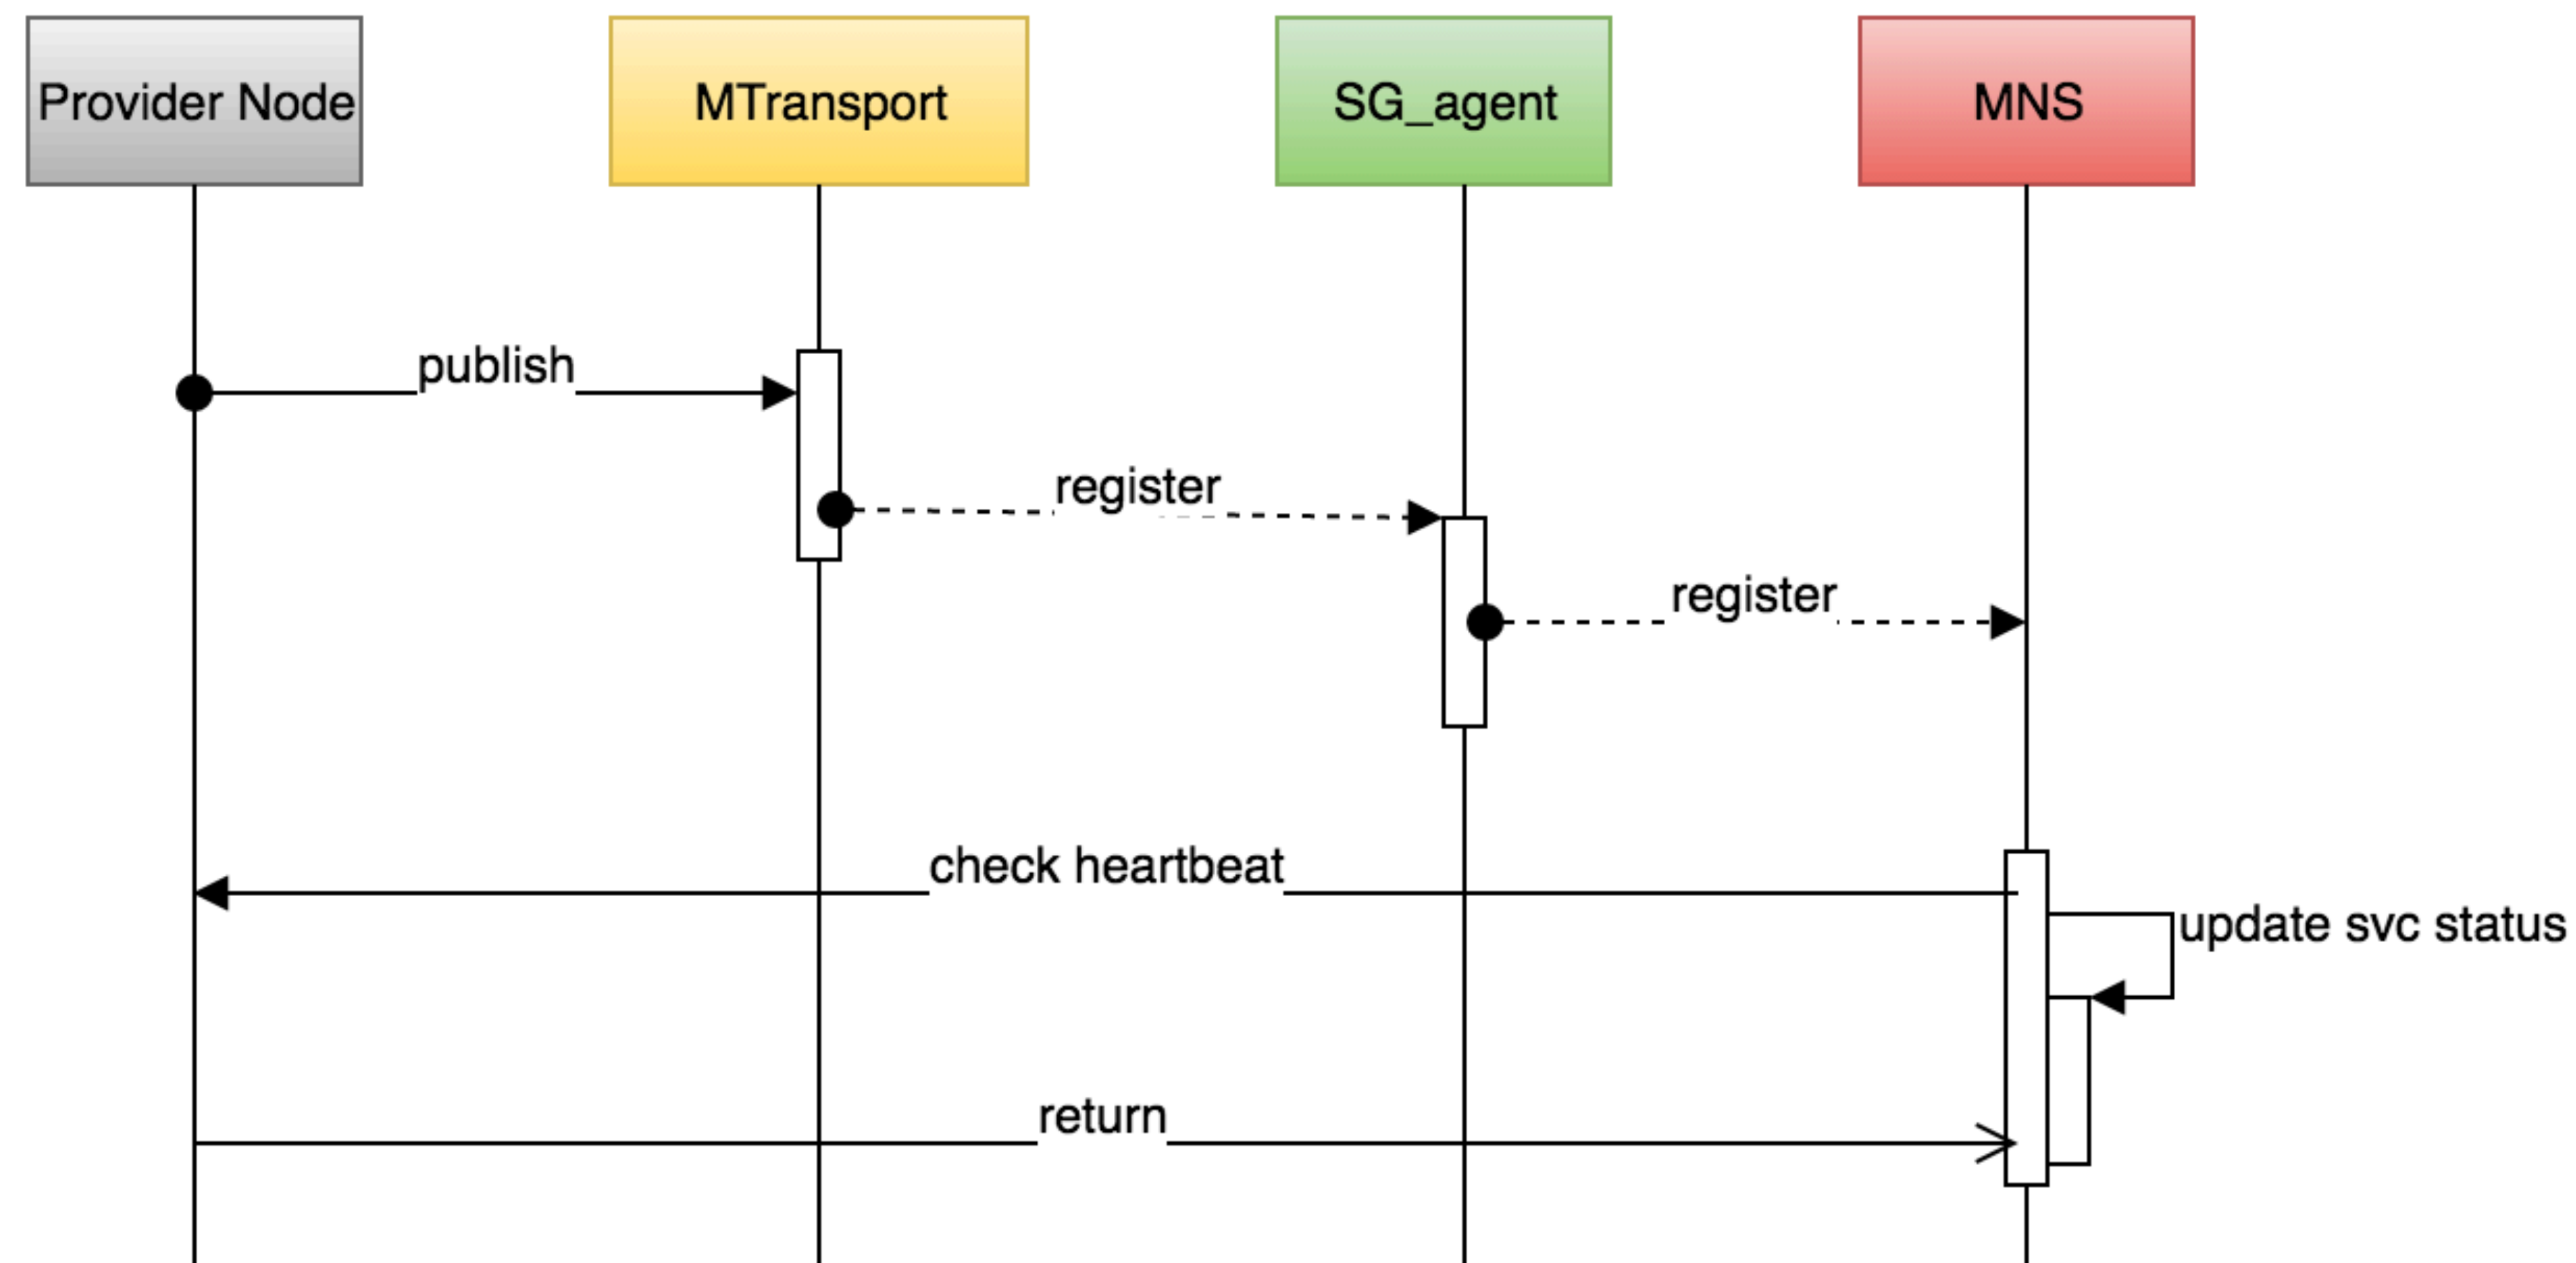 Provider Node
MTransport
SG_agent
MNS
publish
register
register
check heartbeat
update svc status
return